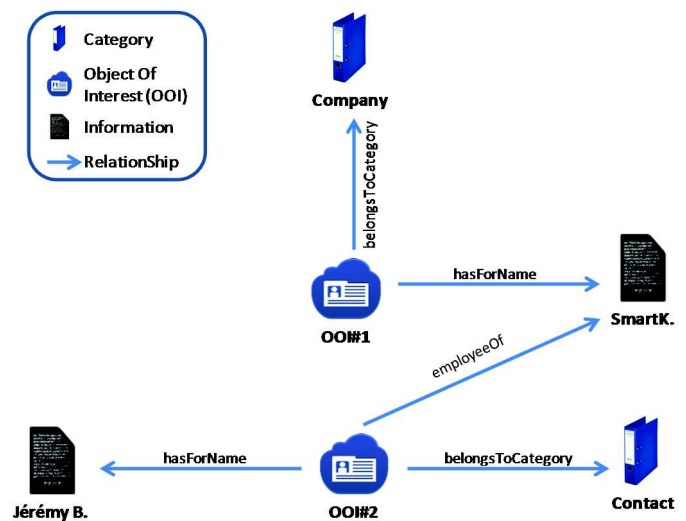 Category
Object Of
Interest (OOI)
Information
RelationShip
Company
belongsToCategory
OOI#1
hasForName
SmartK.
employeeOf
Jérémy B.
hasForName
OOI#2
belongsToCategory
Contact